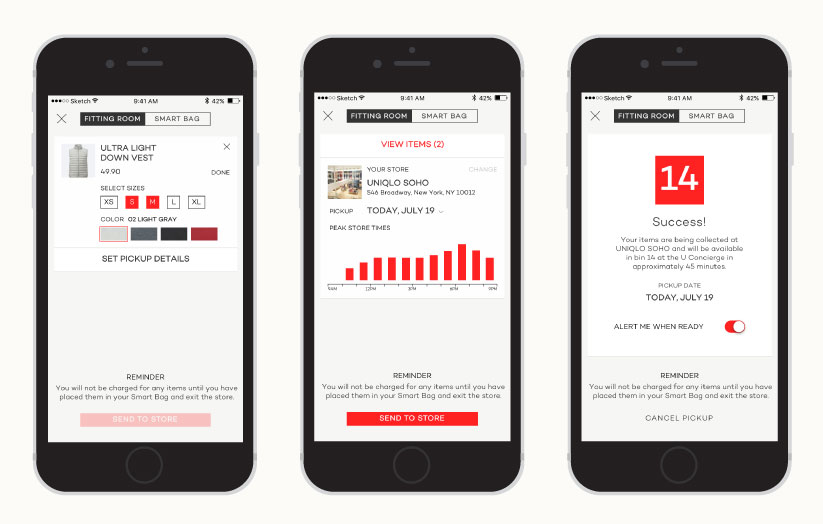 ●●●○○ Sketch 9:41 AM 42%
FITTING ROOM SMART BAG
ULTRA LIGHT
DOWN VEST
49.90
DONE
SELECT SIZES
XS S M L XL
COLOR: 02 LIGHT GRAY
SET PICKUP DETAILS
REMINDER
You will not be charged for any items until you have
placed them in your Smart Bag and exit the store.
SEND TO STORE
●●●○○ Sketch 9:41 AM 42%
FITTING ROOM SMART BAG
VIEW ITEMS (2)
YOUR STORE CHANGE
UNIQLO SOHO
546 Broadway, New York, NY 10012
PICKUP TODAY, JULY 19
PEAK STORE TIMES
12PM 3PM 6PM 9PM
REMINDER
You will not be charged for any items until you have
placed them in your Smart Bag and exit the store.
SEND TO STORE
●●●○○ Sketch 9:41 AM 42%
FITTING ROOM SMART BAG
14
Success!
Your items are being collected at
UNIQLO SOHO and will be available
in bin 14 at the U Concierge in
approximately 45 minutes.
PICKUP DATE
TODAY, JULY 19
ALERT ME WHEN READY
REMINDER
You will not be charged for any items until you have
placed them in your Smart Bag and exit the store.
CANCEL PICKUP